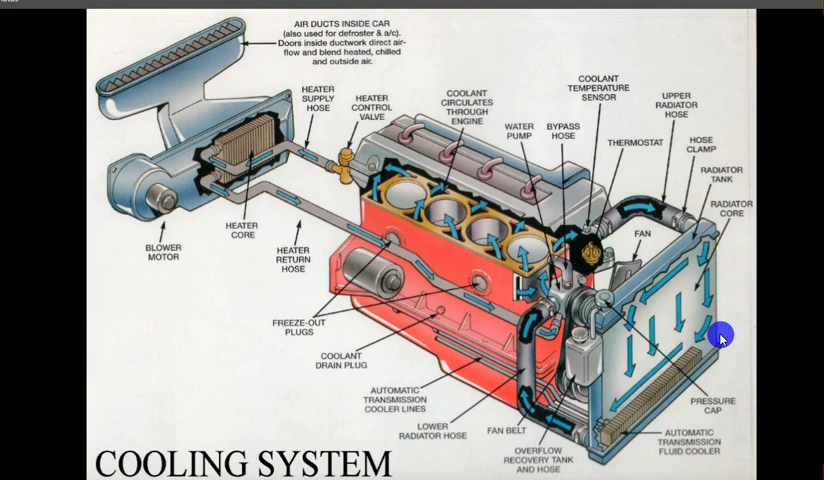 AIR DUCTS INSIDE CAR
(also used for defroster & a/c).
Doors inside ductwork direct air-
flow and blend heated, chilled
and outside air.
HEATER
SUPPLY
HOSE
HEATER
CONTROL
VALVE
COOLANT
CIRCULATES
THROUGH
ENGINE
WATER
PUMP
BYPASS
HOSE
COOLANT
TEMPERATURE
SENSOR
THERMOSTAT
UPPER
RADIATOR
HOSE
HOSE
CLAMP
RADIATOR
TANK
RADIATOR
CORE
FAN
BLOWER
MOTOR
HEATER
CORE
HEATER
RETURN
HOSE
FREEZE-OUT
PLUGS
COOLANT
DRAIN PLUG
AUTOMATIC
TRANSMISSION
COOLER LINES
LOWER
RADIATOR HOSE
FAN BELT
OVERFLOW
RECOVERY TANK
AND HOSE
PRESSURE
CAP
AUTOMATIC
TRANSMISSION
FLUID COOLER
COOLING SYSTEM